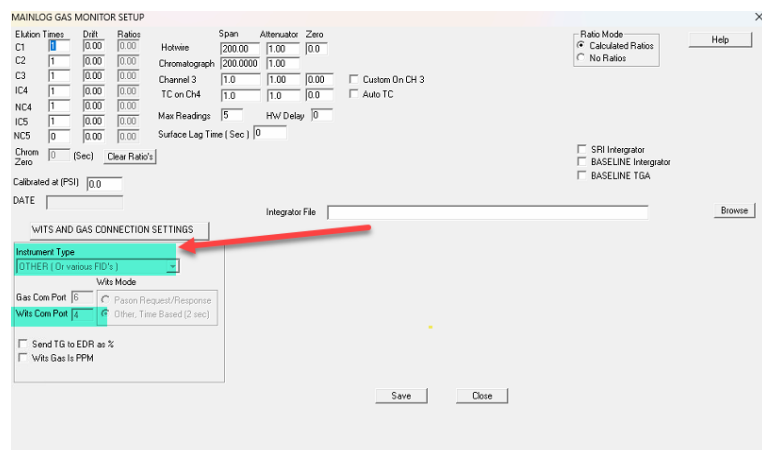 MAINLOG GAS MONITOR SETUP
Elution Times Drift Ratios
C1 1 0.00 0.00
C2 1 0.00 0.00
C3 1 0.00 0.00
IC4 1 0.00 0.00
NC4 1 0.00 0.00
IC5 1 0.00 0.00
NC5 0 0.00 0.00
Chrom Zero 0 (Sec) Clear Ratio's
Span Attenuator Zero
Hotwire 200.00 1.00 0.0
Chromatograph 200.0000 1.00
Channel 3 1.0 1.00 0.00 Custom On CH 3
TC on Ch4 1.0 1.00 0.0 Auto TC
Max Readings 5 HW Delay 0
Surface Lag Time ( Sec ) 0
Ratio Mode
Calculated Ratios
No Ratios
Help
SRI Intergrator
BASELINE Intergrator
BASELINE TGA
Calibrated at (PSI) 0.0
DATE
Integrator File Browse
WITS AND GAS CONNECTION SETTINGS
Instrument Type
OTHER ( Or various FID's )
Wits Mode
Gas Com Port 6 Pason Request/Response
Wits Com Port 4 Other, Time Based (2 sec)
Send TG to EDR as %
Wits Gas Is PPM
Save Close